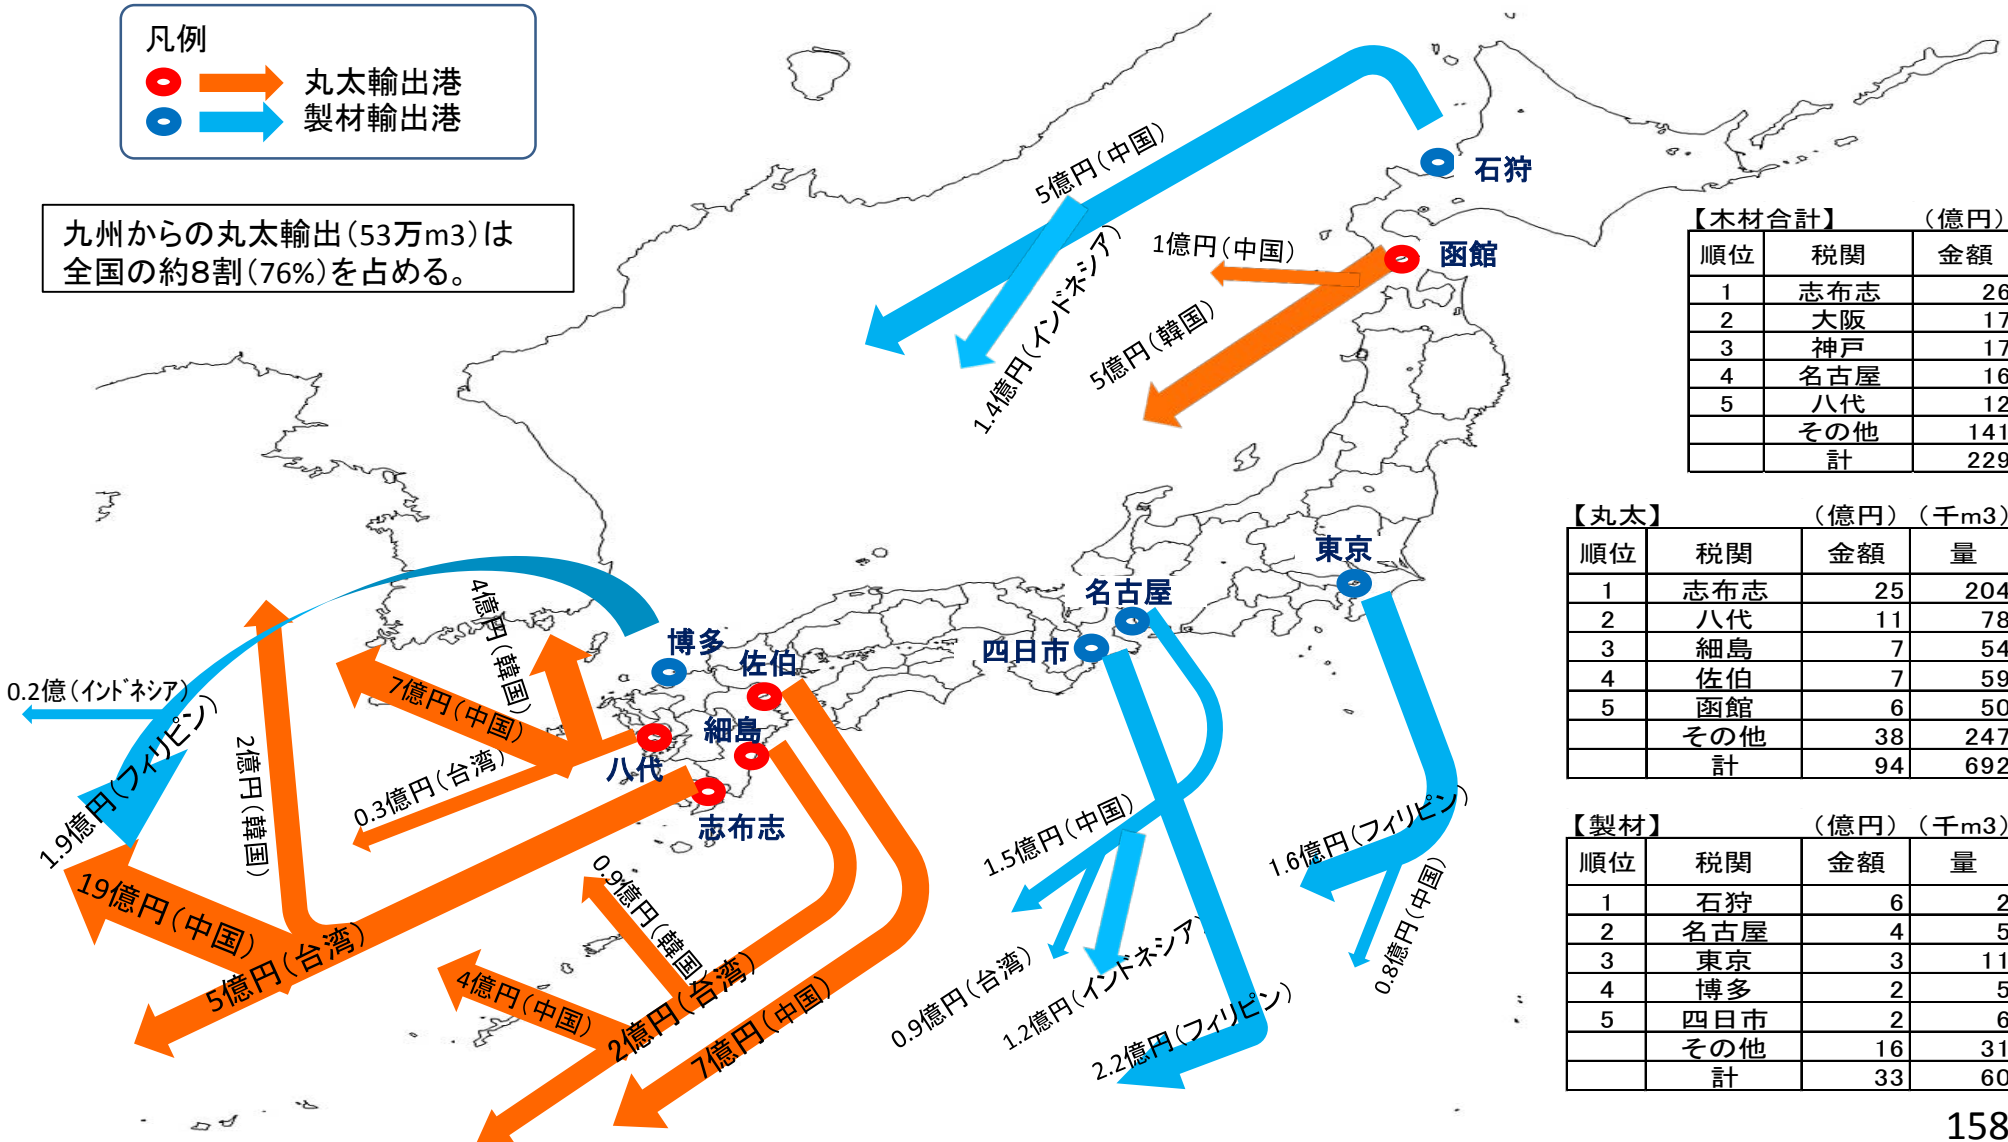 凡例
丸太輸出港
製材輸出港
九州からの丸太輸出(53万m3)は
全国の約8割(76%)を占める。
5億円(中国)
1.4億円(インドネシア)
石狩
1億円(中国)
函館
5億円(韓国)
【木材合計】 (億円)
順位 税関 金額
1 志布志 26
2 大阪 17
3 神戸 17
4 名古屋 16
5 八代 12
その他 141
計 229
【丸太】 (億円) (千m3)
順位 税関 金額 量
1 志布志 25 204
2 八代 11 78
3 細島 7 54
4 佐伯 7 59
5 函館 6 50
その他 38 247
計 94 692
【製材】 (億円) (千m3)
順位 税関 金額 量
1 石狩 6 2
2 名古屋 4 5
3 東京 3 11
4 博多 2 5
5 四日市 2 6
その他 16 31
計 33 60
東京
名古屋
四日市
博多
佐伯
細島
八代
志布志
4億円(韓国)
7億円(中国)
0.3億円(台湾)
0.2億(インドネシア)
1.9億円(フィリピン)
2億円(韓国)
19億円(中国)
5億円(台湾)
0.9億円(韓国)
4億円(中国)
2億円(台湾)
7億円(中国)
1.5億円(中国)
0.9億円(台湾)
1.2億円(インドネシア)
2.2億円(フィリピン)
1.6億円(フィリピン)
0.8億円(中国)
158